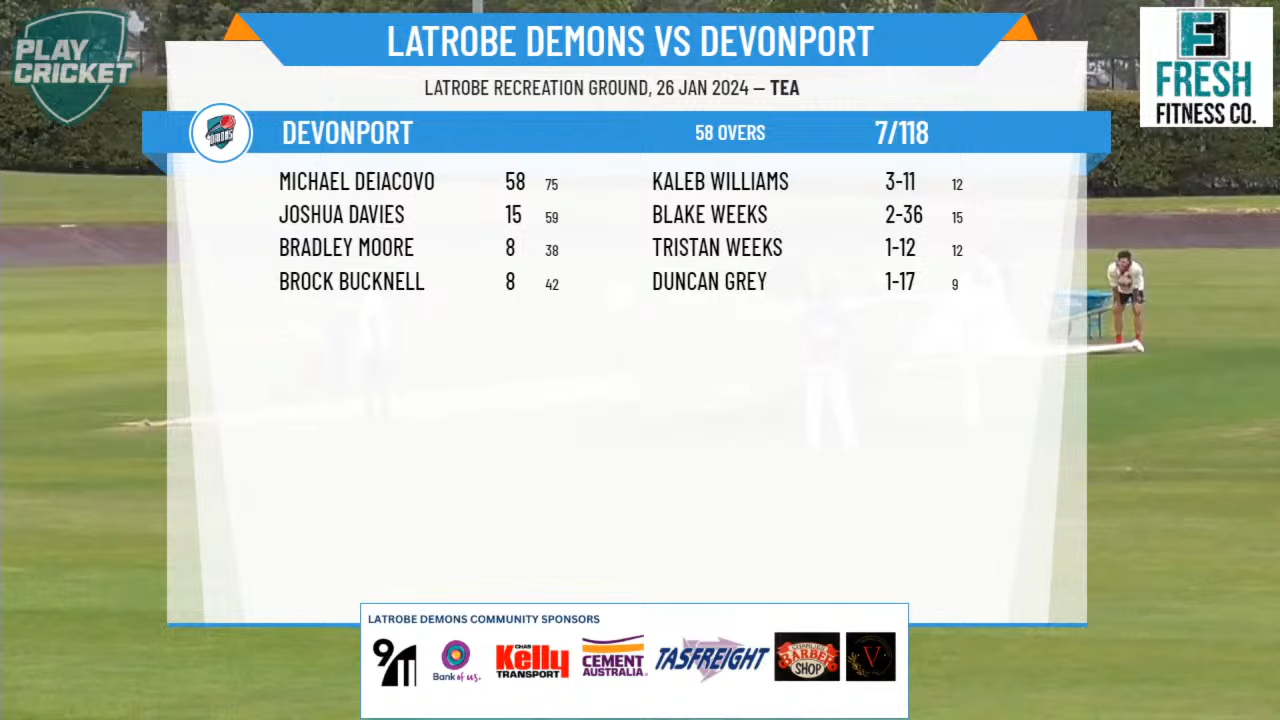 PLAY
CRICKET
LATROBE DEMONS VS DEVONPORT
FRESH
FITNESS CO.
LATROBE RECREATION GROUND, 26 JAN 2024 – TEA
DEMONS
DEVONPORT 58 OVERS 7/118
MICHAEL DEIACOVO 58 75 KALEB WILLIAMS 3-11 12
JOSHUA DAVIES 15 59 BLAKE WEEKS 2-36 15
BRADLEY MOORE 8 38 TRISTAN WEEKS 1-12 12
BROCK BUCKNELL 8 42 DUNCAN GREY 1-17 9
LATROBE DEMONS COMMUNITY SPONSORS
Bank of us.
CHAS
Kelly
TRANSPORT
CEMENT
AUSTRALIA
TASFREIGHT
CHARLIE'S
BARBER
SHOP
V